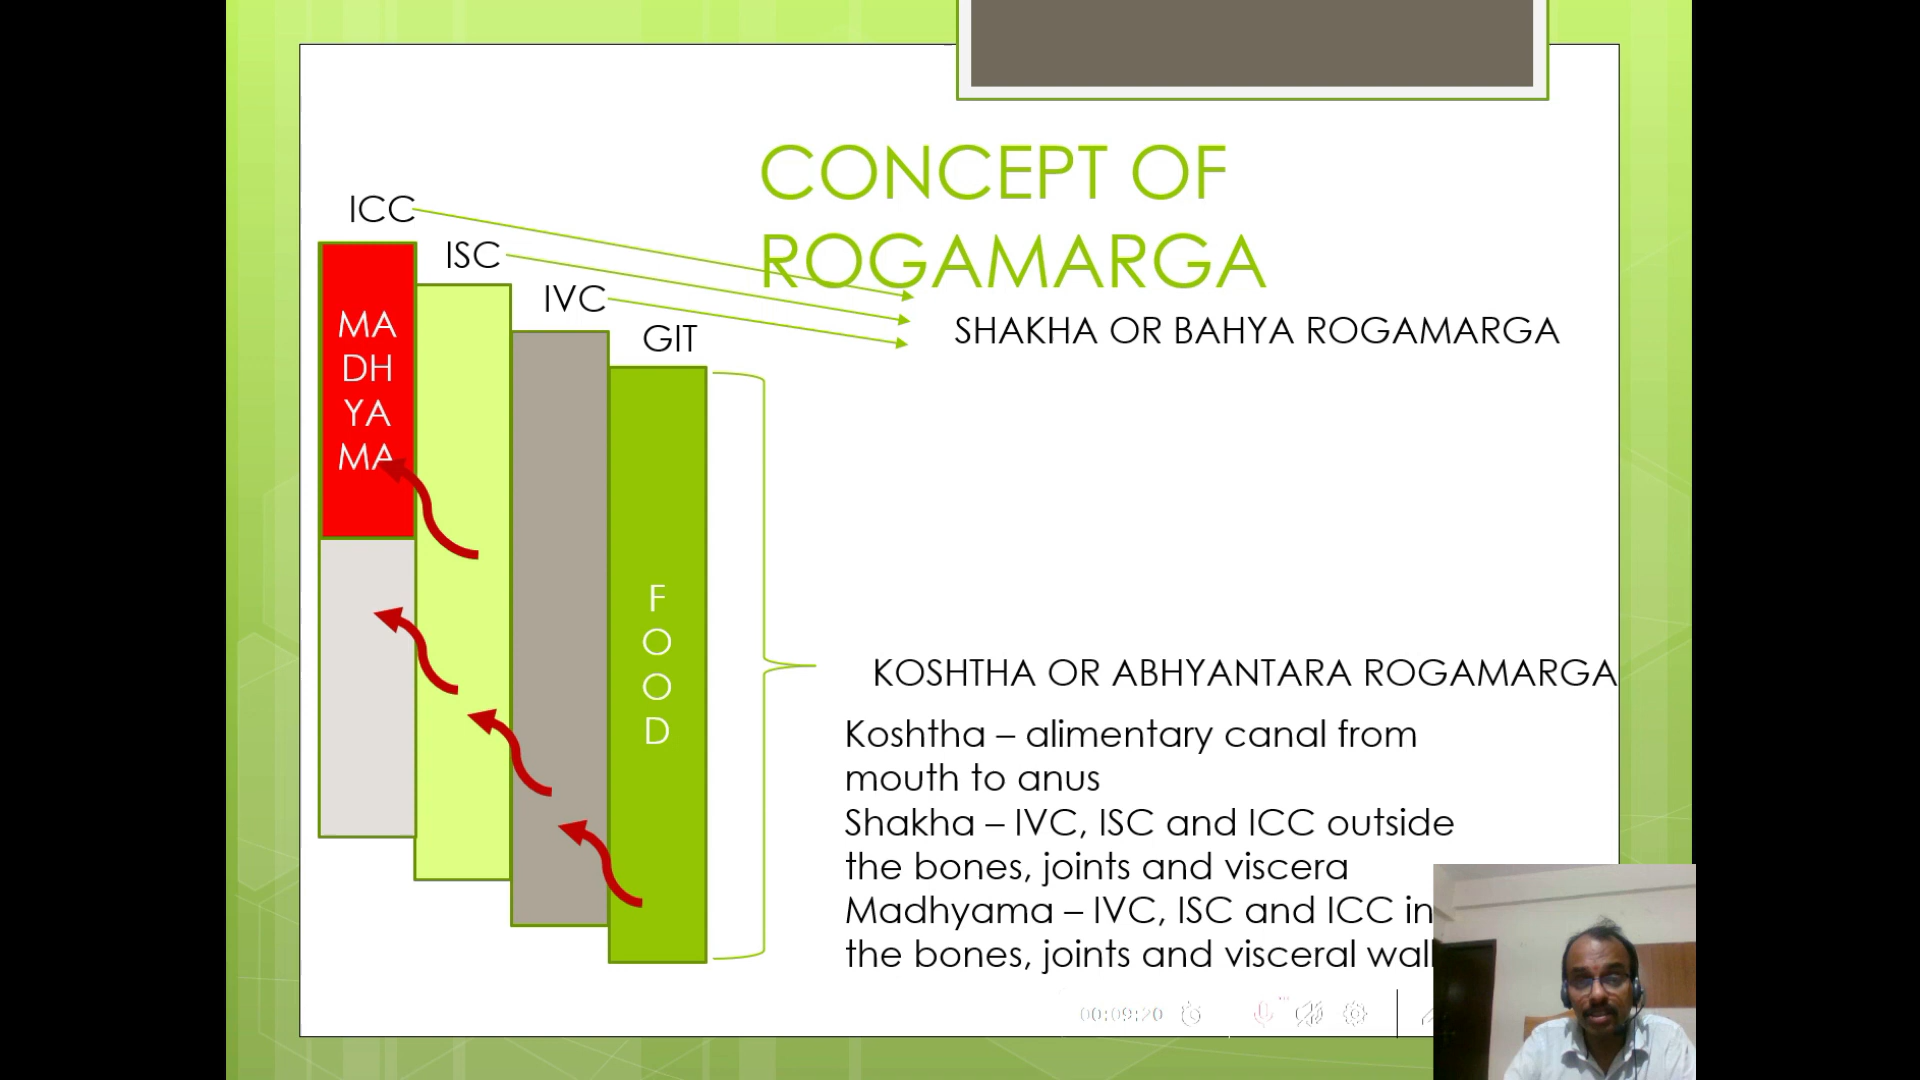 CONCEPT OF
ROGAMARGA
ICC
ISC
IVC
GIT
MA
DH
YA
MA
F
O
O
D
SHAKHA OR BAHYA ROGAMARGA
KOSHTHA OR ABHYANTARA ROGAMARGA
Koshtha – alimentary canal from
mouth to anus
Shakha – IVC, ISC and ICC outside
the bones, joints and viscera
Madhyama – IVC, ISC and ICC in
the bones, joints and visceral wall
00:09:20